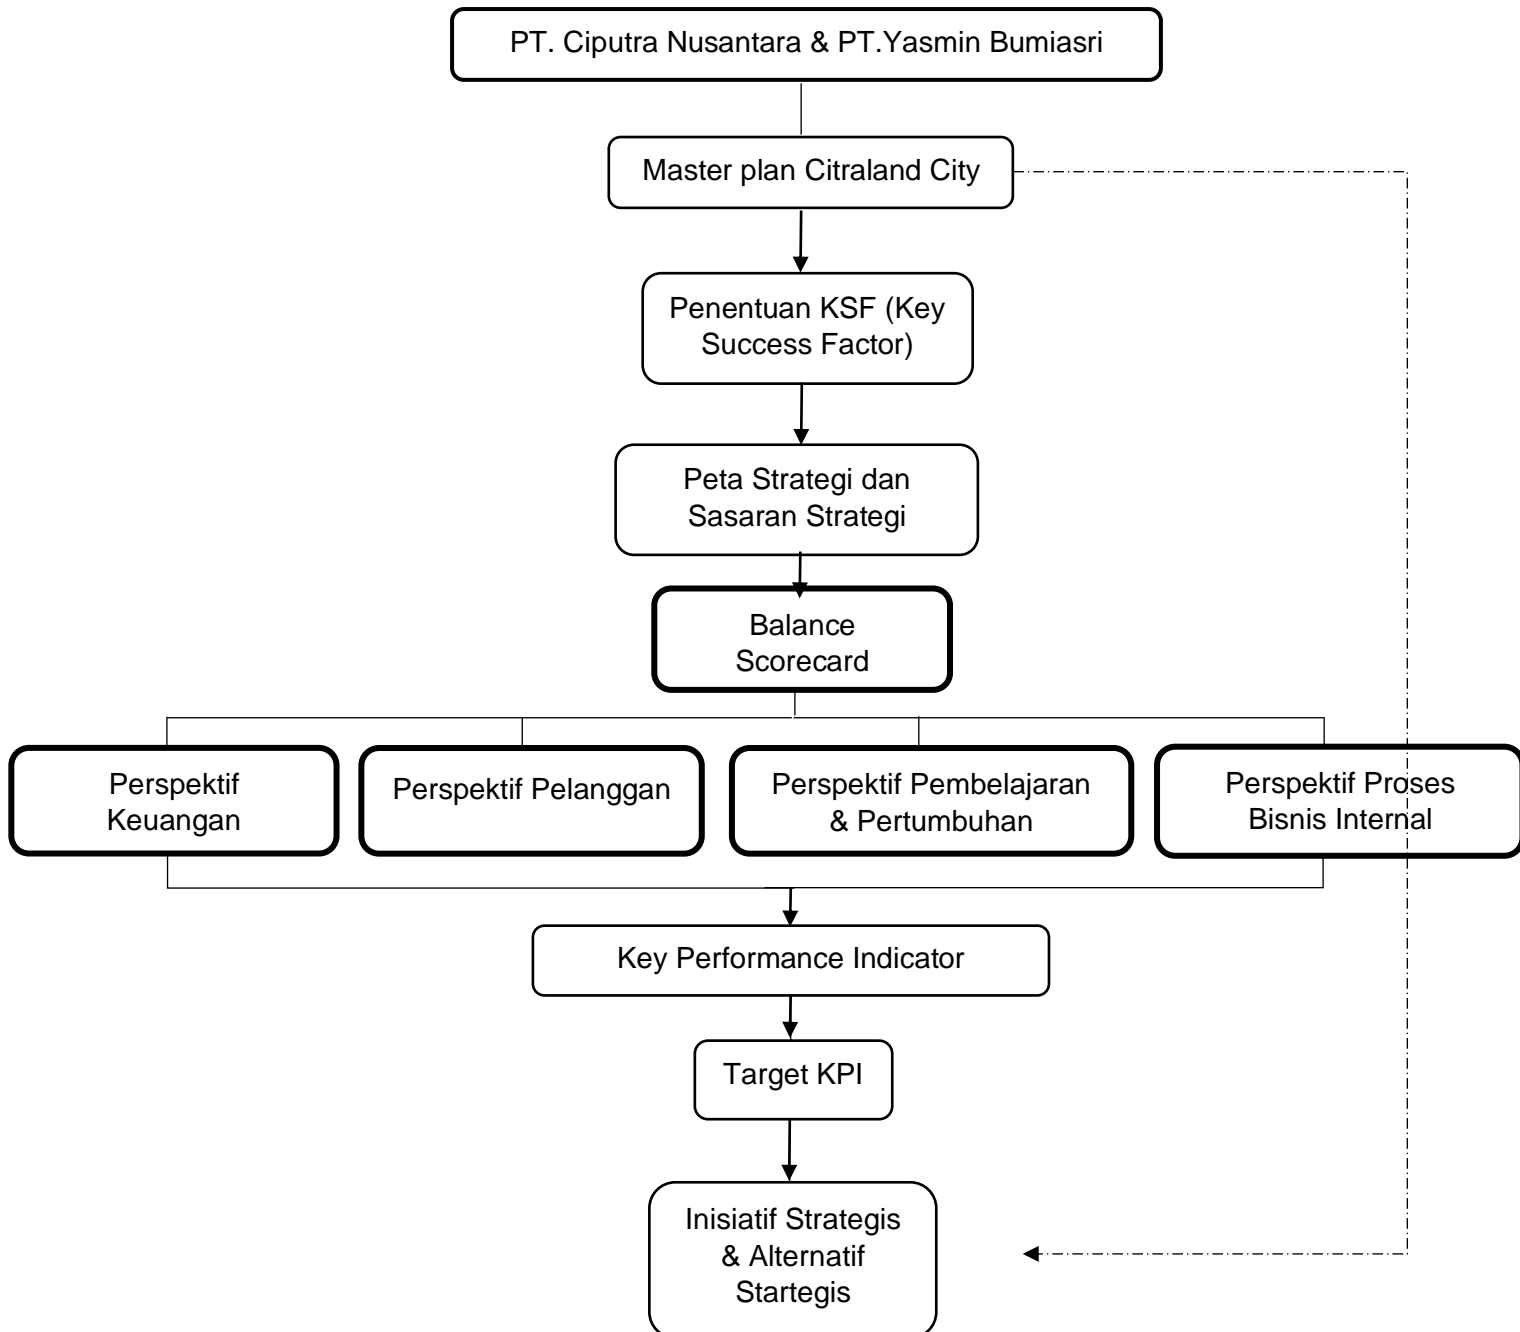 PT. Ciputra Nusantara & PT.Yasmin Bumiasri
Master plan Citraland City
Penentuan KSF (Key
Success Factor)
Peta Strategi dan
Sasaran Strategi
Balance
Scorecard
Perspektif
Keuangan
Perspektif Pelanggan
Perspektif Pembelajaran
& Pertumbuhan
Perspektif Proses
Bisnis Internal
Key Performance Indicator
Target KPI
Inisiatif Strategis
& Alternatif
Startegis